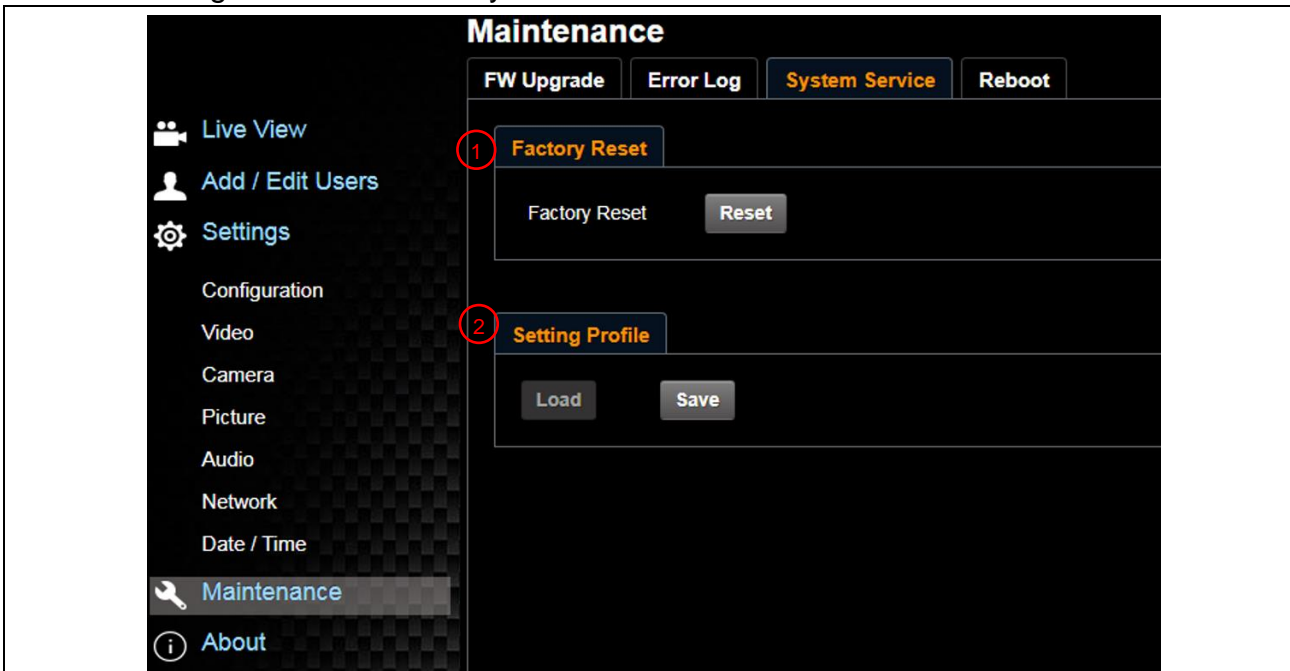 Maintenance
FW Upgrade Error Log System Service Reboot
Live View
Add / Edit Users
Settings
Configuration
Video
Camera
Picture
Audio
Network
Date / Time
Maintenance
About
1 Factory Reset
Factory Reset Reset
2 Setting Profile
Load Save